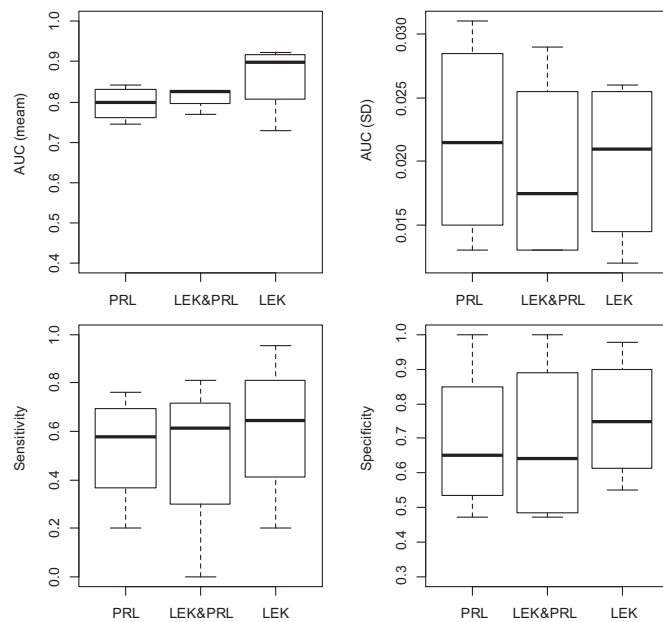 AUC (meam)
1.0
0.9
0.8
0.7
0.6
0.5
0.4
PRL
LEK&PRL
LEK
AUC (SD)
0.030
0.025
0.020
0.015
PRL
LEK&PRL
LEK
Sensitivity
1.0
0.8
0.6
0.4
0.2
0.0
PRL
LEK&PRL
LEK
Specificity
1.0
0.9
0.8
0.7
0.6
0.5
0.4
0.3
PRL
LEK&PRL
LEK